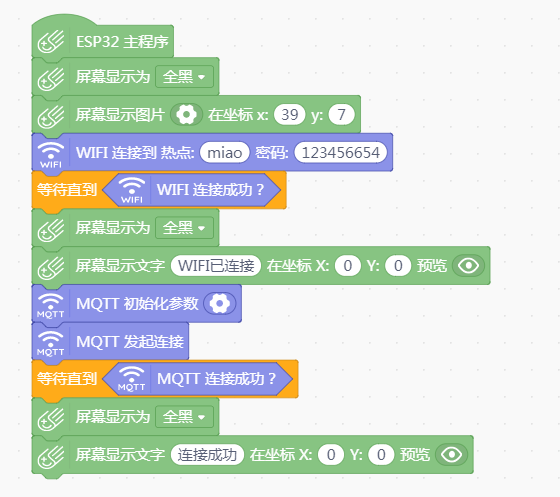 ESP32 主程序
屏幕显示为 全黑
屏幕显示图片 在坐标 x: 39 y: 7
WIFI WIFI 连接到 热点: miao 密码: 123456654
等待直到 WIFI WIFI 连接成功？
屏幕显示为 全黑
屏幕显示文字 WIFI已连接 在坐标 X: 0 Y: 0 预览
MQTT MQTT 初始化参数
MQTT MQTT 发起连接
等待直到 MQTT MQTT 连接成功？
屏幕显示为 全黑
屏幕显示文字 连接成功 在坐标 X: 0 Y: 0 预览